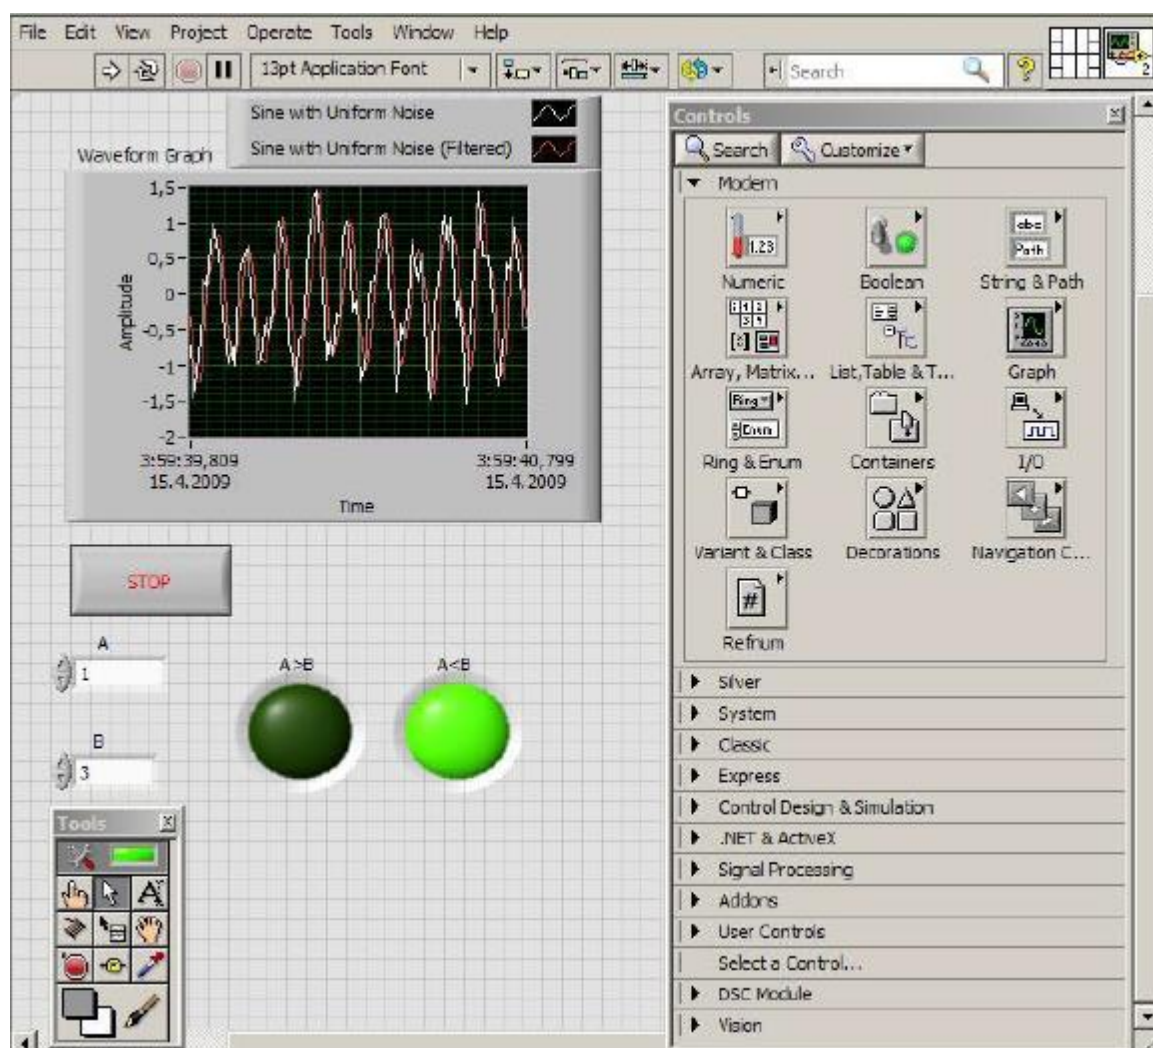 File Edit View Project Operate Tools Window Help
13pt Application Font
Search
2
Sine with Uniform Noise
Sine with Uniform Noise (Filtered)
Waveform Graph
1,5
1
0,5
0
-0,5
-1
-1,5
-2
Amplitude
3:59:39,809
15.4.2009
3:59:40,799
15.4.2009
Time
STOP
A
1
B
3
A>B
A<B
Tools
A
Controls
Search Customize
Modern
1.23
abc
Path
Numeric Boolean String & Path
Array, Matrix... List, Table & T... Graph
Ring
Enum
Ring & Enum Containers I/O
Variant & Class Decorations Navigation C...
#
Refnum
Silver
System
Classic
Express
Control Design & Simulation
.NET & ActiveX
Signal Processing
Addons
User Controls
Select a Control...
DSC Module
Vision